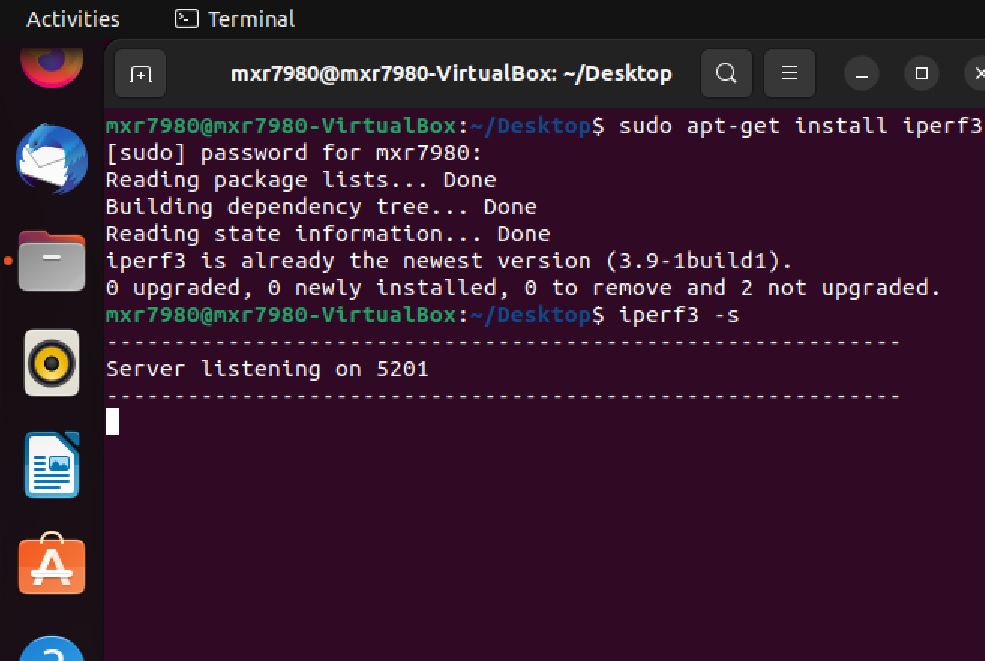 Activities Terminal
mxr7980@mxr7980-VirtualBox: ~/Desktop
mxr7980@mxr7980-VirtualBox:~/Desktop$ sudo apt-get install iperf3
[sudo] password for mxr7980:
Reading package lists... Done
Building dependency tree... Done
Reading state information... Done
iperf3 is already the newest version (3.9-1build1).
0 upgraded, 0 newly installed, 0 to remove and 2 not upgraded.
mxr7980@mxr7980-VirtualBox:~/Desktop$ iperf3 -s
-----------------------------------------------------------
Server listening on 5201
-----------------------------------------------------------